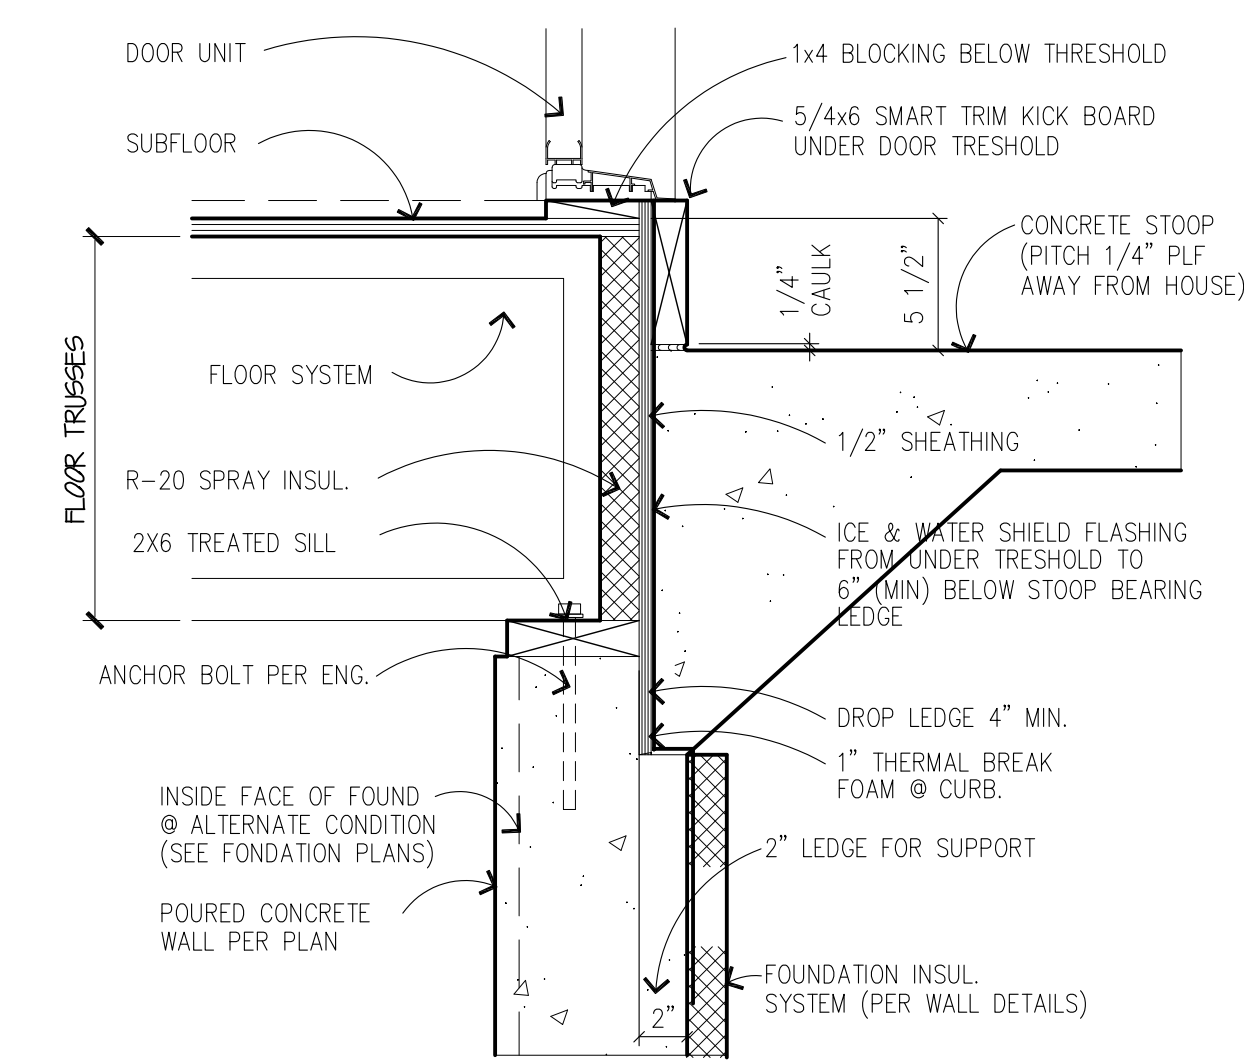 DOOR UNIT
SUBFLOOR
FLOOR TRUSSES
FLOOR SYSTEM
R-20 SPRAY INSUL.
2X6 TREATED SILL
ANCHOR BOLT PER ENG.
INSIDE FACE OF FOUND
@ ALTERNATE CONDITION
(SEE FONDATION PLANS)
POURED CONCRETE
WALL PER PLAN
1x4 BLOCKING BELOW THRESHOLD
5/4x6 SMART TRIM KICK BOARD
UNDER DOOR TRESHOLD
CONCRETE STOOP
(PITCH 1/4" PLF
AWAY FROM HOUSE)
1/4"
CAULK
5 1/2"
1/2" SHEATHING
ICE & WATER SHIELD FLASHING
FROM UNDER TRESHOLD TO
6" (MIN) BELOW STOOP BEARING
LEDGE
DROP LEDGE 4" MIN.
1" THERMAL BREAK
FOAM @ CURB.
2" LEDGE FOR SUPPORT
FOUNDATION INSUL.
SYSTEM (PER WALL DETAILS)
2"